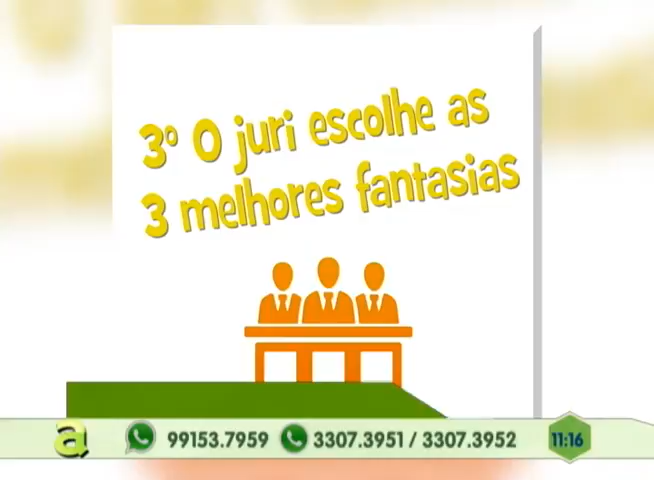 3º O juri escolhe as
3 melhores fantasias
a 99153.7959 3307.3951 / 3307.3952 11:16